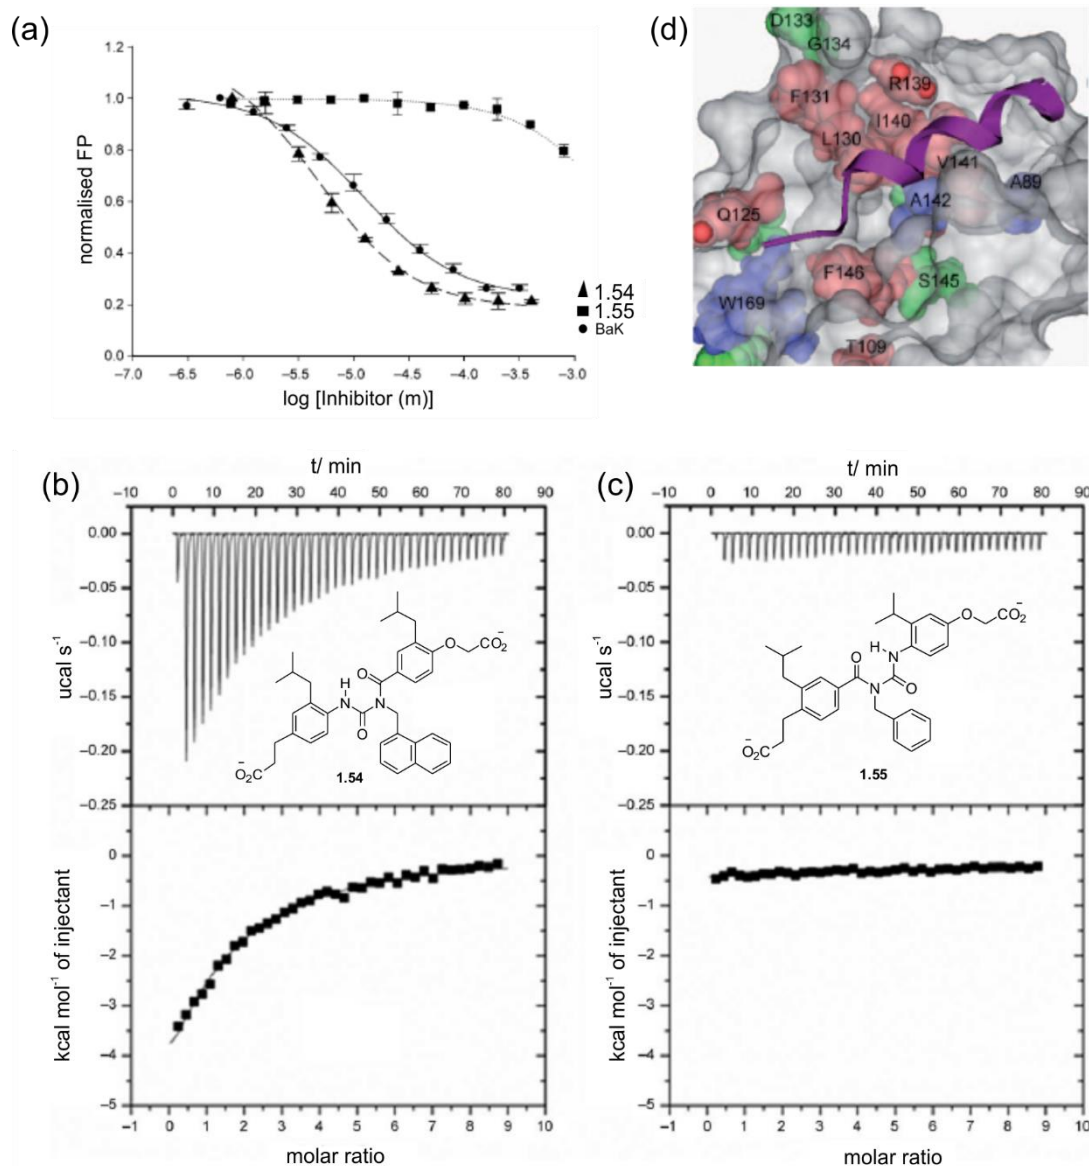 (a)
1.2
1.0
0.8
0.6
0.4
0.2
0.0
normalised FP
−7.0 −6.5 −6.0 −5.5 −5.0 −4.5 −4.0 −3.5 −3.0
log [Inhibitor (m)]
▲ 1.54
■ 1.55
● BaK
(d)
D133
G134
F131
R139
I140
L130
V141
A89
Q125
A142
F146
S145
W169
T109
(b)
t/ min
−10 0 10 20 30 40 50 60 70 80 90
0.00
−0.05
−0.10
−0.15
−0.20
−0.25
ucal s⁻¹
O
CO₂⁻
O
H
N
N
O
⁻O₂C
1.54
0
−1
−2
−3
−4
−5
kcal mol⁻¹ of injectant
0 1 2 3 4 5 6 7 8 9 10
molar ratio
(c)
t/ min
−10 0 10 20 30 40 50 60 70 80 90
0.00
−0.05
−0.10
−0.15
−0.20
−0.25
ucal s⁻¹
O
CO₂⁻
H
N
O
N
O
⁻O₂C
1.55
0
−1
−2
−3
−4
−5
kcal mol⁻¹ of injectant
−1 0 1 2 3 4 5 6 7 8 9 10
molar ratio